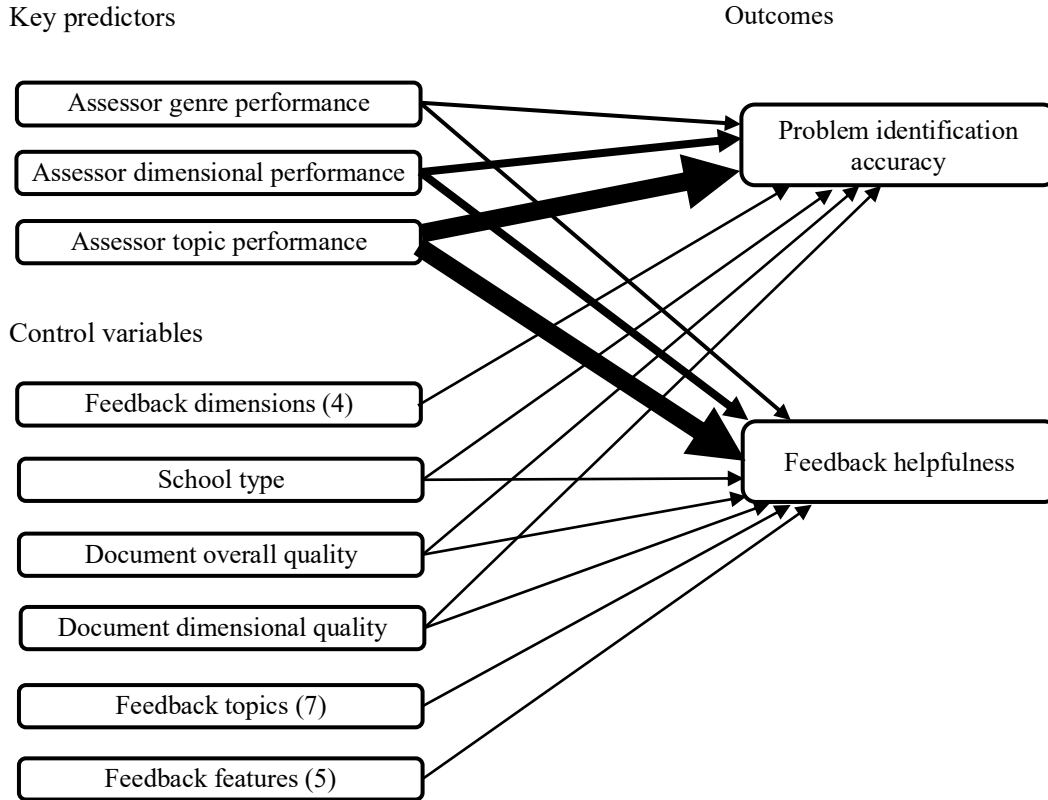 Key predictors
Outcomes
Assessor genre performance
Assessor dimensional performance
Assessor topic performance
Problem identification
accuracy
Control variables
Feedback dimensions (4)
School type
Document overall quality
Document dimensional quality
Feedback topics (7)
Feedback features (5)
Feedback helpfulness